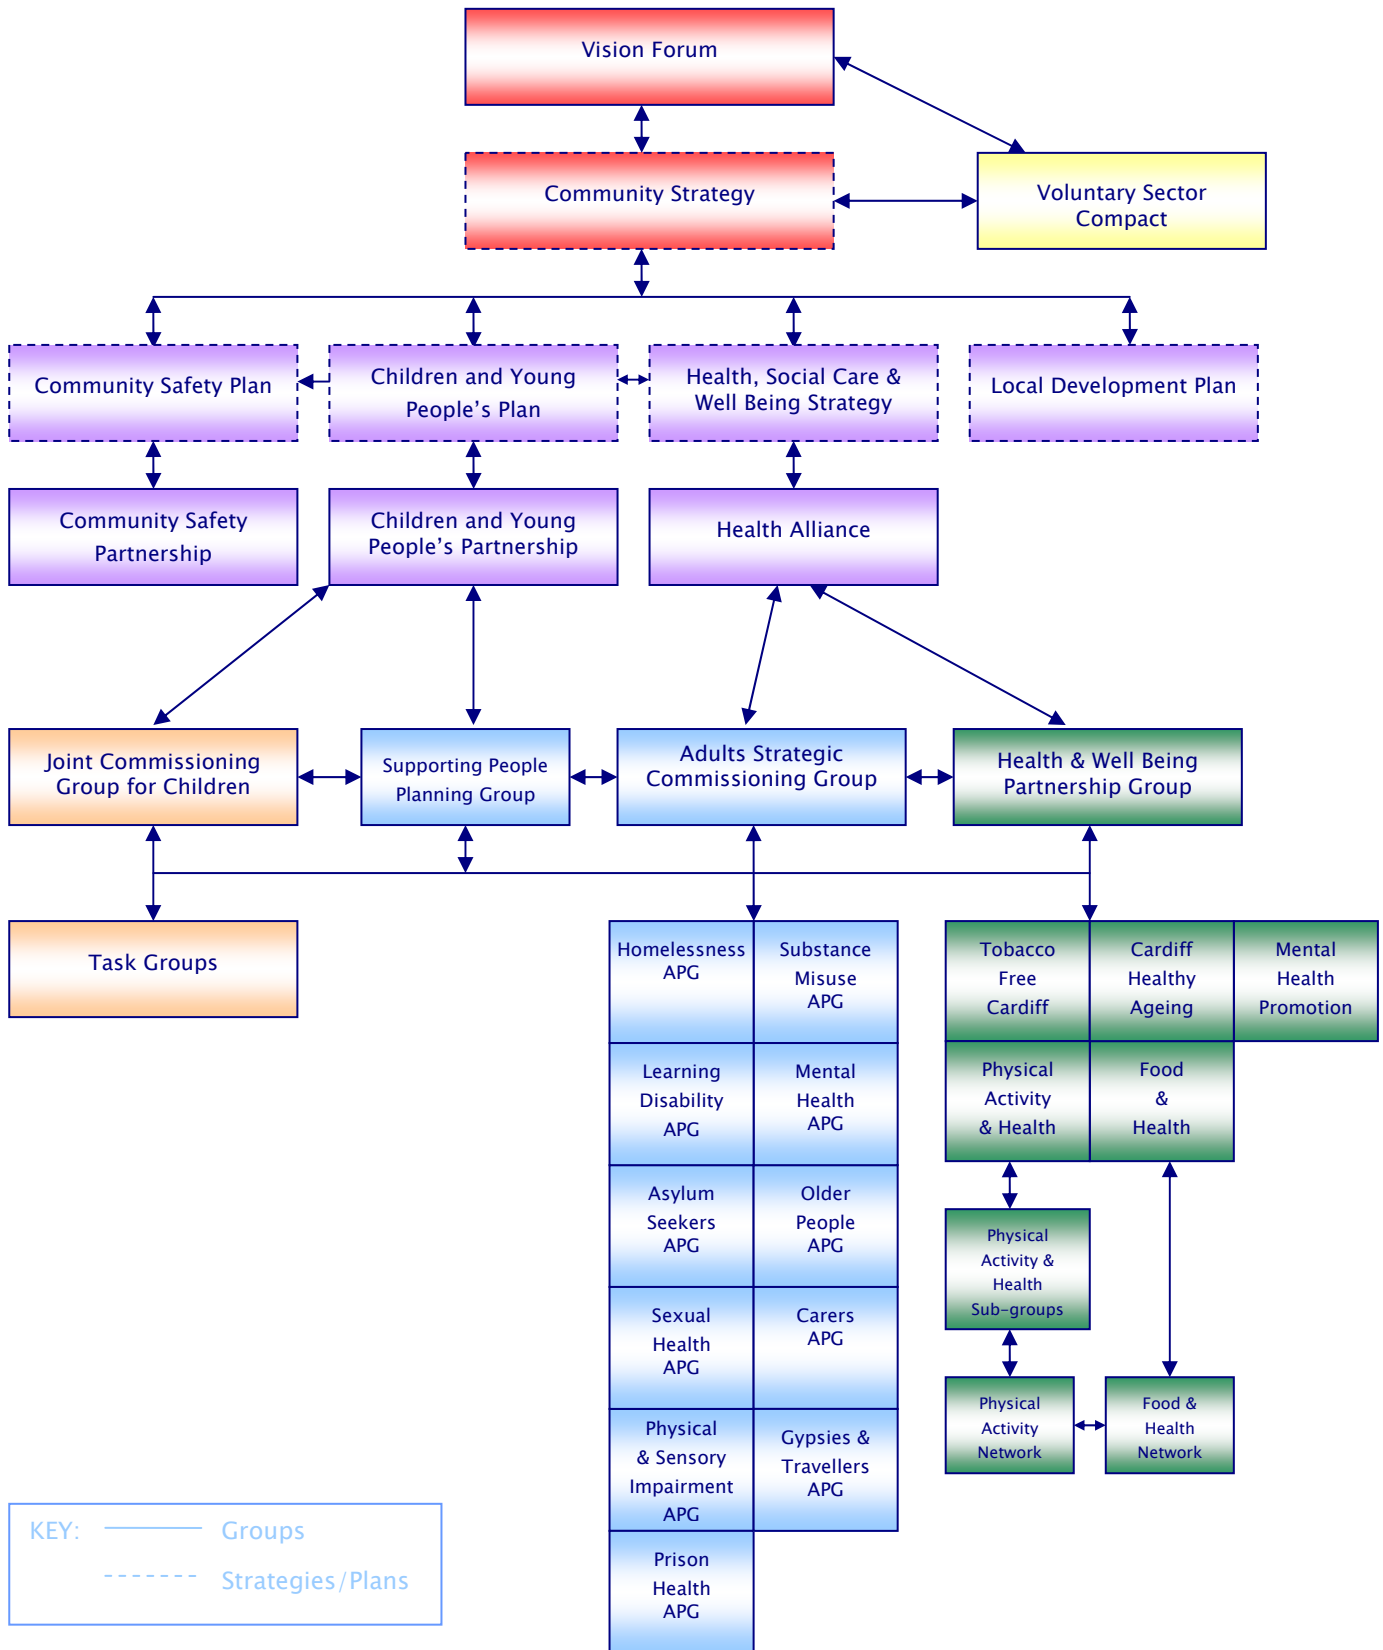 Vision Forum
Community Strategy
Voluntary Sector
Compact
Community Safety Plan
Children and Young
People’s Plan
Health, Social Care &
Well Being Strategy
Local Development Plan
Community Safety
Partnership
Children and Young
People’s Partnership
Health Alliance
Joint Commissioning
Group for Children
Supporting People
Planning Group
Adults Strategic
Commissioning Group
Health & Well Being
Partnership Group
Task Groups
Homelessness
APG
Substance
Misuse
APG
Learning
Disability
APG
Mental
Health
APG
Asylum
Seekers
APG
Older
People
APG
Sexual
Health
APG
Carers
APG
Physical
& Sensory
Impairment
APG
Gypsies &
Travellers
APG
Prison
Health
APG
Tobacco
Free
Cardiff
Cardiff
Healthy
Ageing
Mental
Health
Promotion
Physical
Activity
& Health
Food
&
Health
Physical
Activity &
Health
Sub-groups
Physical
Activity
Network
Food &
Health
Network
KEY: Groups
Strategies/Plans